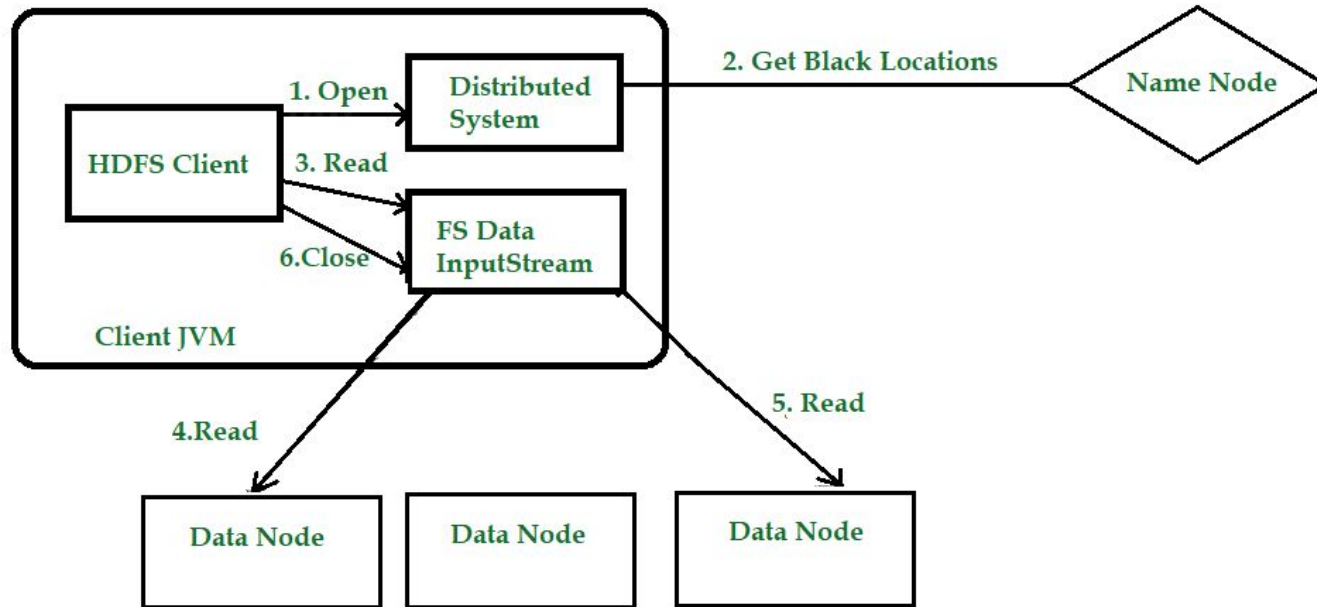 1. Open
Distributed
System
2. Get Black Locations
Name Node
HDFS Client
3. Read
FS Data
InputStream
6.Close
Client JVM
4.Read
5. Read
Data Node
Data Node
Data Node